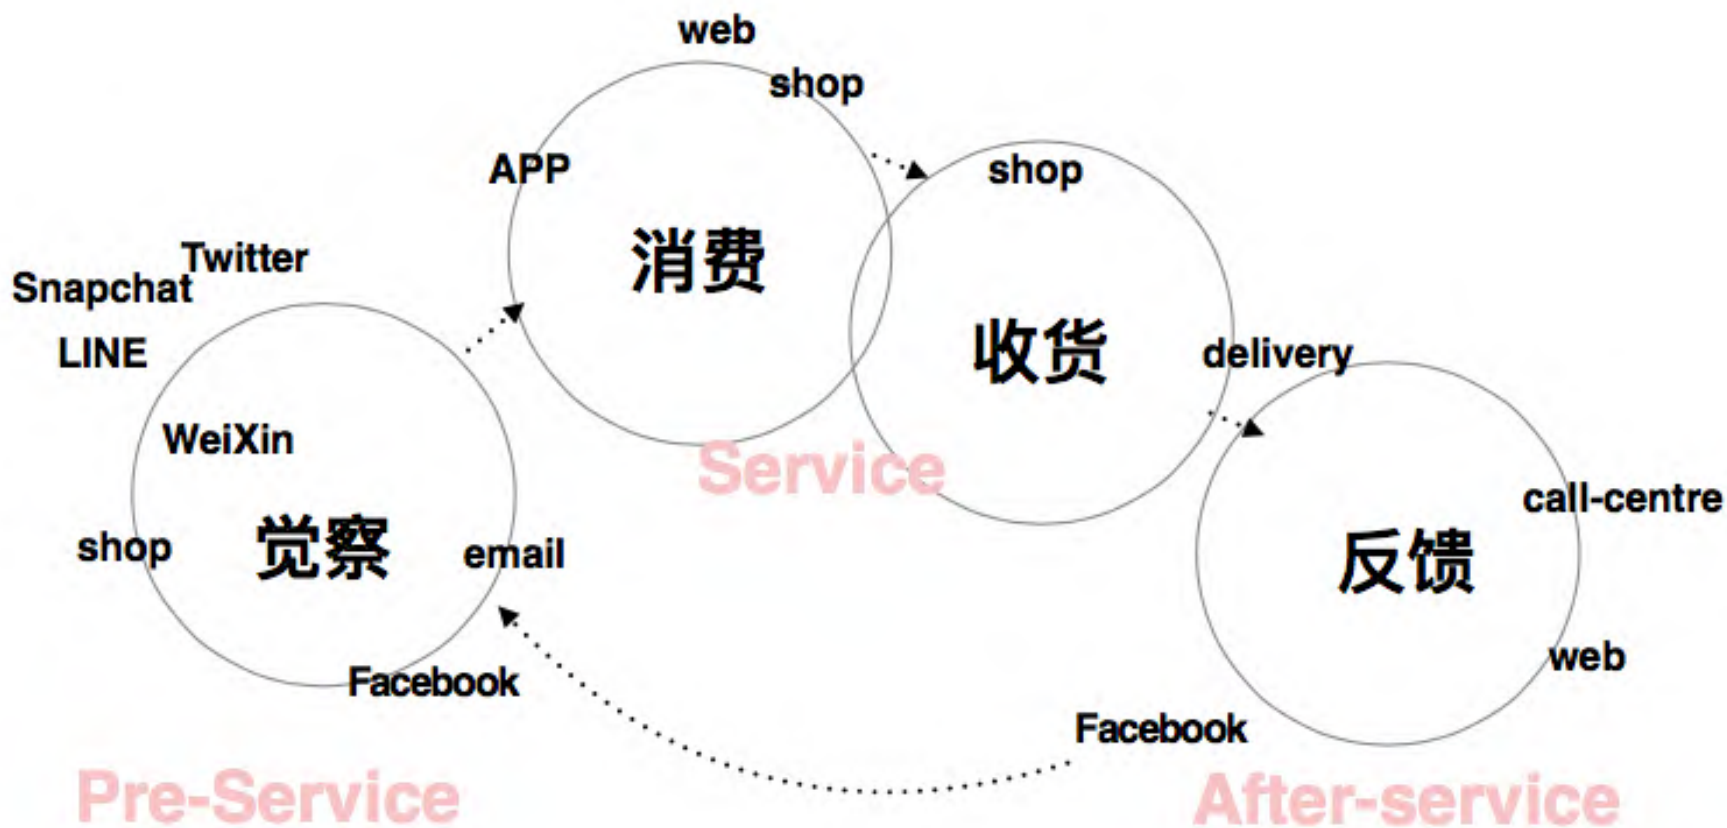 web
shop
APP
shop
消费
Twitter
Snapchat
LINE
收货
delivery
WeiXin
Service
call-centre
shop
觉察
email
反馈
web
Facebook
Facebook
Pre-Service
After-service